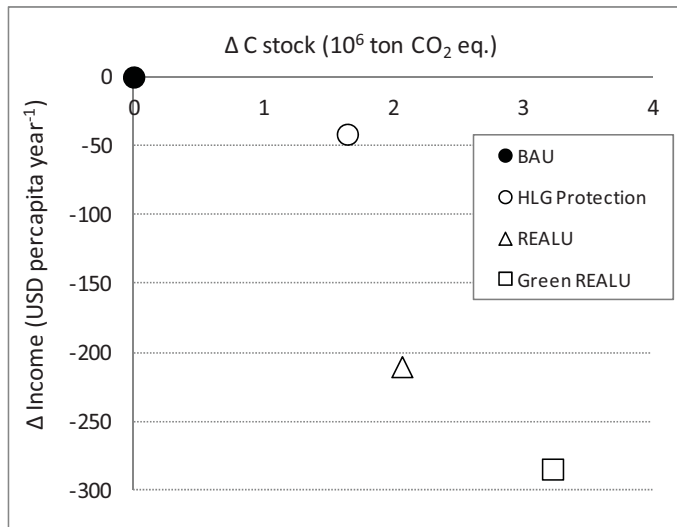 Δ C stock (10⁶ ton CO₂ eq.)
0
0 1 2 3 4
-50
-100
-150
-200
-250
-300
Δ Income (USD percapita year⁻¹)
BAU
HLG Protection
REALU
Green REALU